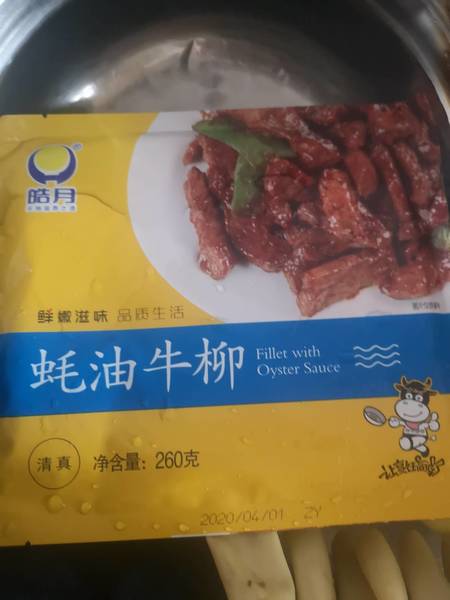 皓月
鲜嫩滋味 品质生活
蚝油牛柳
Fillet with
Oyster Sauce
清真
净含量: 260克
2020/04/01 ZY